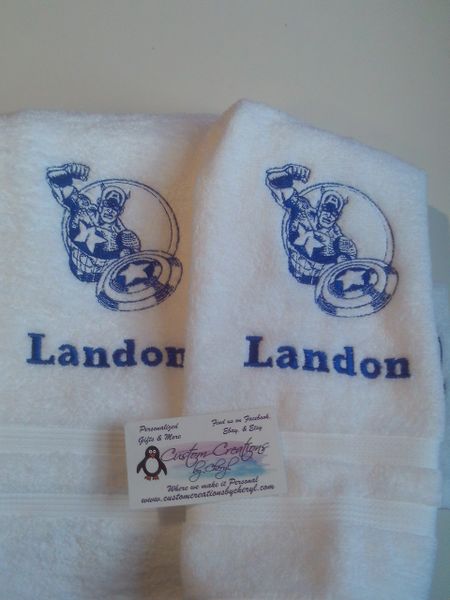 Landon
Landon
Personalized
Gifts & More
Find us on Facebook,
Ebay, & Etsy
Custom Creations
by Cheryl
Where we make it Personal
www.customcreationsbycheryl.com